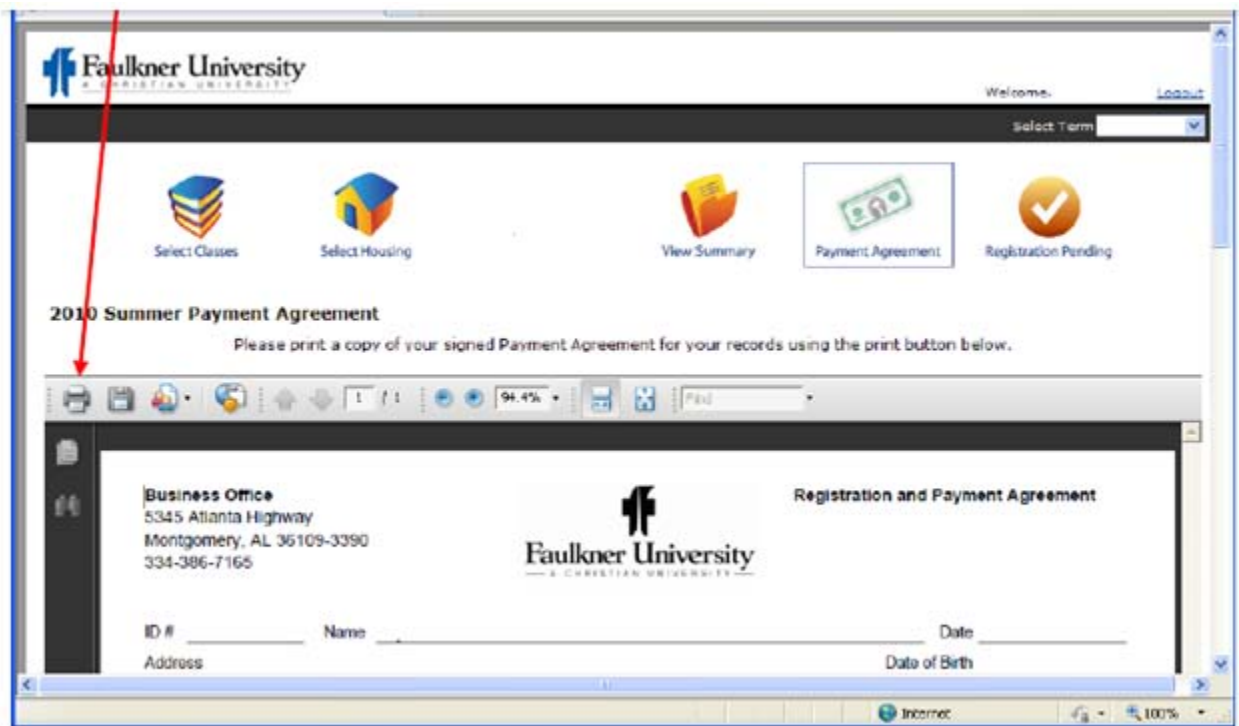 Faulkner University
A CHRISTIAN UNIVERSITY
Welcome. Logout
Select Term
Select Classes Select Housing View Summary Payment Agreement Registration Pending
2010 Summer Payment Agreement
Please print a copy of your signed Payment Agreement for your records using the print button below.
1 / 1 94.4% Find
Business Office
5345 Atlanta Highway
Montgomery, AL 36109-3390
334-386-7165
Faulkner University
A CHRISTIAN UNIVERSITY
Registration and Payment Agreement
ID # Name Date
Address Date of Birth
Internet 100%